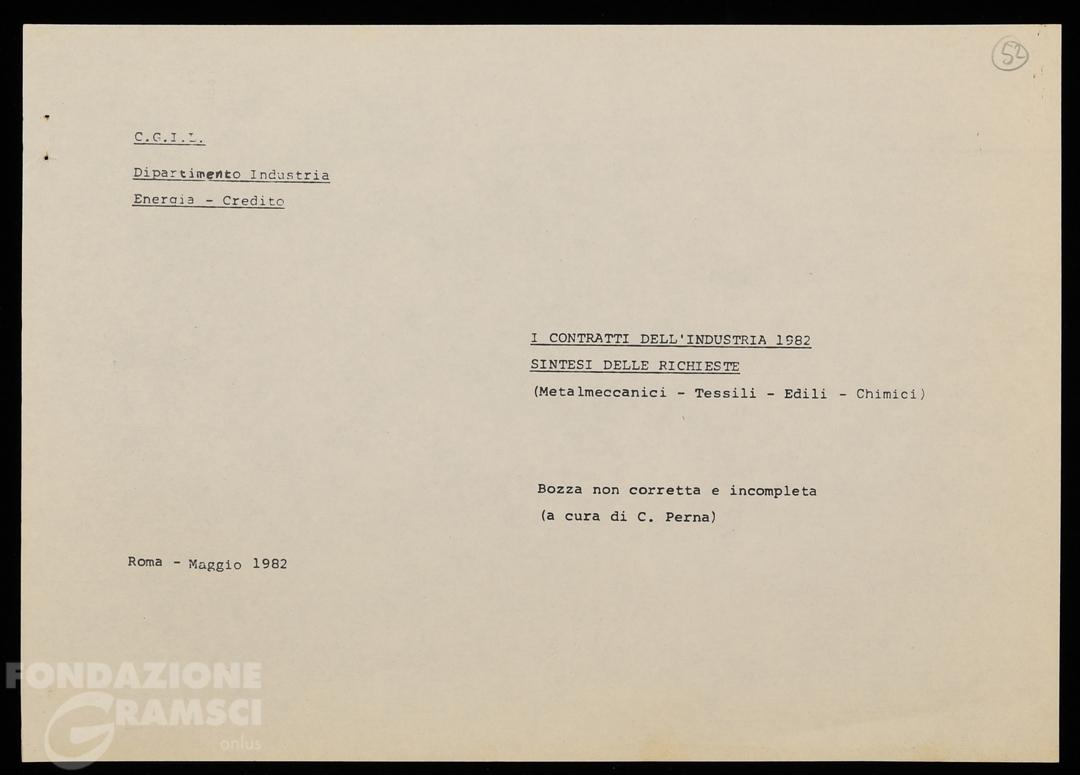 52
C.G.I.L.
Dipartimento Industria
Energia - Credito
I CONTRATTI DELL'INDUSTRIA 1982
SINTESI DELLE RICHIESTE
(Metalmeccanici - Tessili - Edili - Chimici)
Bozza non corretta e incompleta
(a cura di C. Perna)
Roma - Maggio 1982
FONDAZIONE
GRAMSCI
onlus